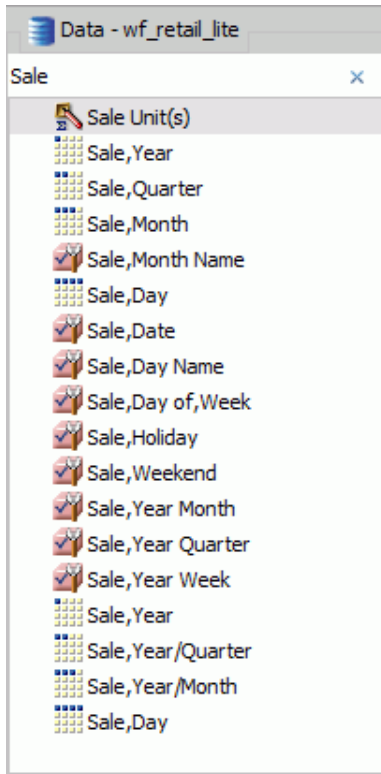 Data - wf_retail_lite
Sale
Sale Unit(s)
Sale,Year
Sale,Quarter
Sale,Month
Sale,Month Name
Sale,Day
Sale,Date
Sale,Day Name
Sale,Day of,Week
Sale,Holiday
Sale,Weekend
Sale,Year Month
Sale,Year Quarter
Sale,Year Week
Sale,Year
Sale,Year/Quarter
Sale,Year/Month
Sale,Day